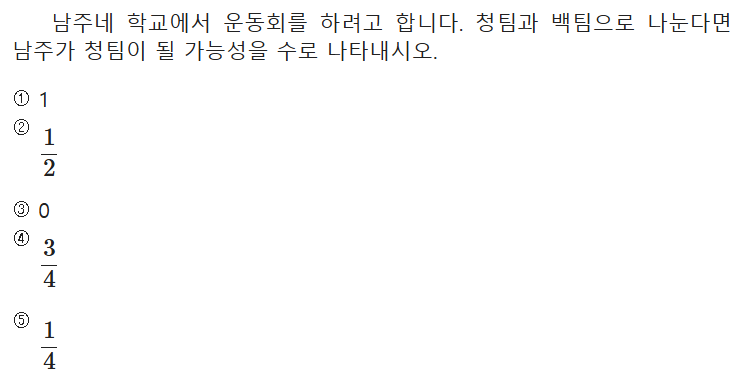 남주네 학교에서 운동회를 하려고 합니다. 청팀과 백팀으로 나눈다면
남주가 청팀이 될 가능성을 수로 나타내시오.
① 1
② 1/2
③ 0
④ 3/4
⑤ 1/4